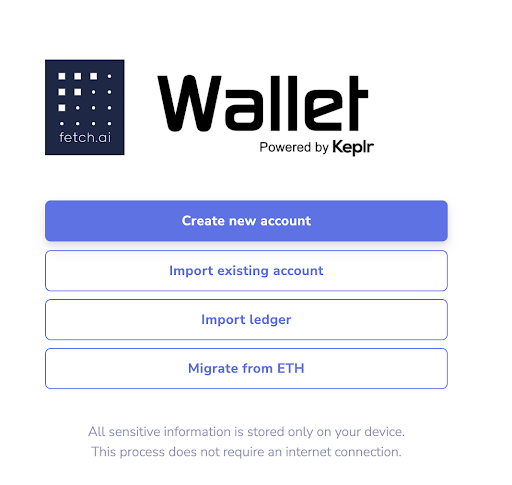 fetch.ai
Wallet
Powered by Keplr
Create new account
Import existing account
Import ledger
Migrate from ETH
All sensitive information is stored only on your device.
This process does not require an internet connection.